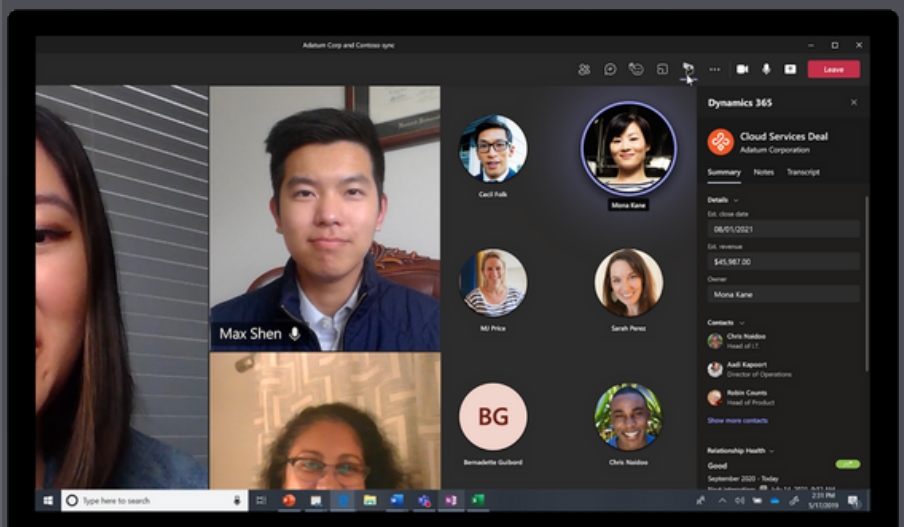 Adatum Corp and Contoso sync
Leave
Dynamics 365
Cloud Services Deal
Adatum Corporation
Summary Notes Transcript
Details
Est. close date
08/01/2021
Est. revenue
$45,987.00
Owner
Mona Kane
Contacts
Chris Naidoo
Head of I.T.
Aadi Kapoort
Director of Operations
Robin Counts
Head of Product
Show more contacts
Relationship Health
Good
September 2020 - Today
Cecil Folk
Mona Kane
Max Shen
MJ Price
Sarah Perez
BG
Bernadette Guibord
Chris Naidoo
Type here to search
2:31 PM
5/17/2019